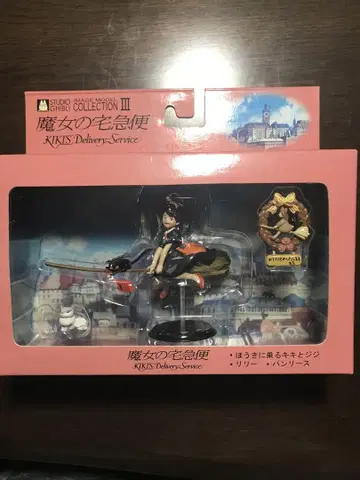 STUDIO GHIBLI
IMAGE MODEL
COLLECTION III
魔女の宅急便
KIKI'S Delivery Service
魔女の宅急便
KIKI'S Delivery Service
・ほうきに乗るキキとジジ
・リリー ・パンリース